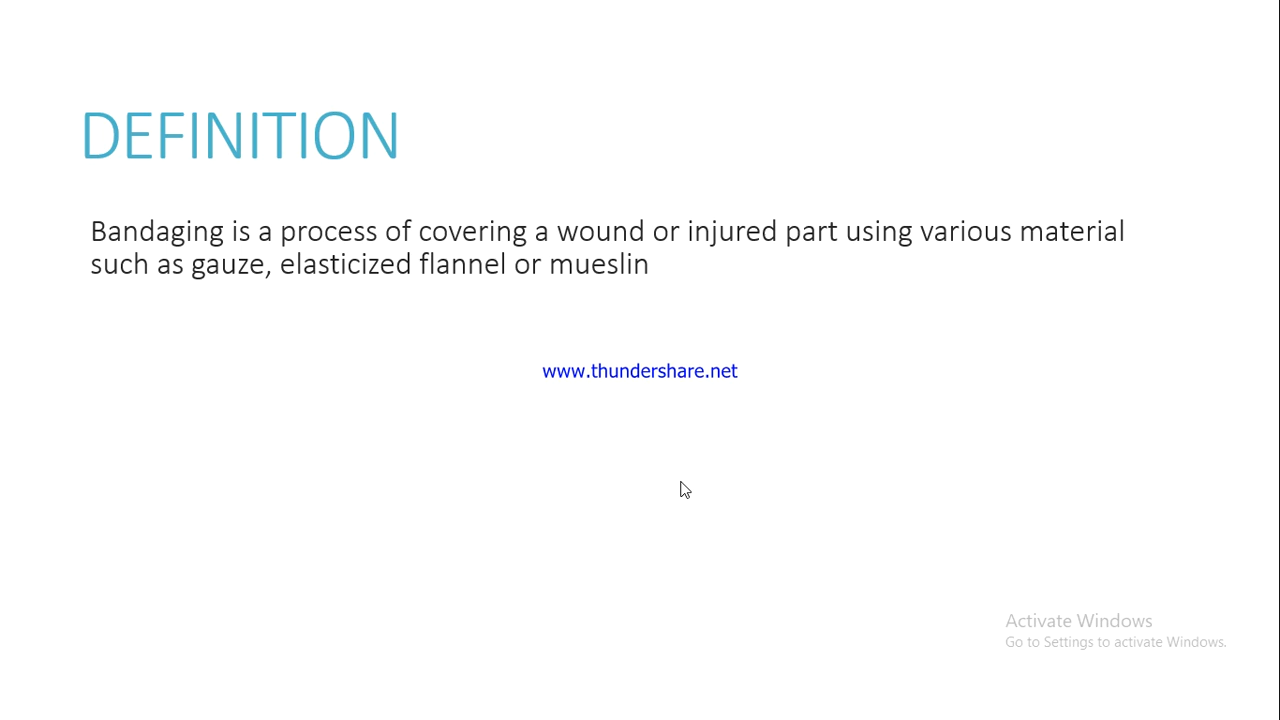 DEFINITION
Bandaging is a process of covering a wound or injured part using various material
such as gauze, elasticized flannel or mueslin
www.thundershare.net
Activate Windows
Go to Settings to activate Windows.